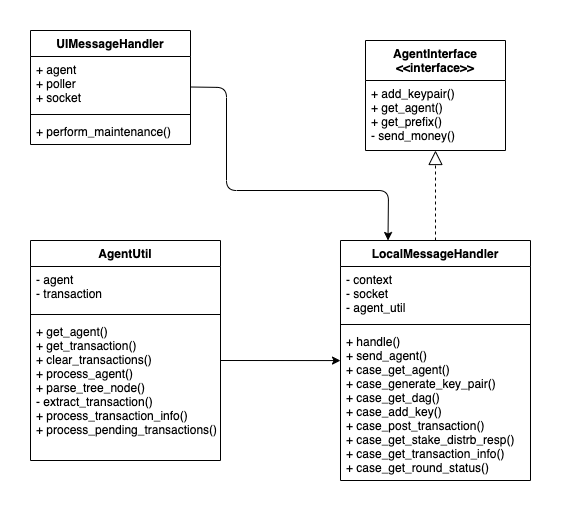 UIMessageHandler
+ agent
+ poller
+ socket
+ perform_maintenance()
AgentInterface
<<interface>>
+ add_keypair()
+ get_agent()
+ get_prefix()
- send_money()
AgentUtil
- agent
- transaction
+ get_agent()
+ get_transaction()
+ clear_transactions()
+ process_agent()
+ parse_tree_node()
- extract_transaction()
+ process_transaction_info()
+ process_pending_transactions()
LocalMessageHandler
- context
- socket
- agent_util
+ handle()
+ send_agent()
+ case_get_agent()
+ case_generate_key_pair()
+ case_get_dag()
+ case_add_key()
+ case_post_transaction()
+ case_get_stake_distrb_resp()
+ case_get_transaction_info()
+ case_get_round_status()